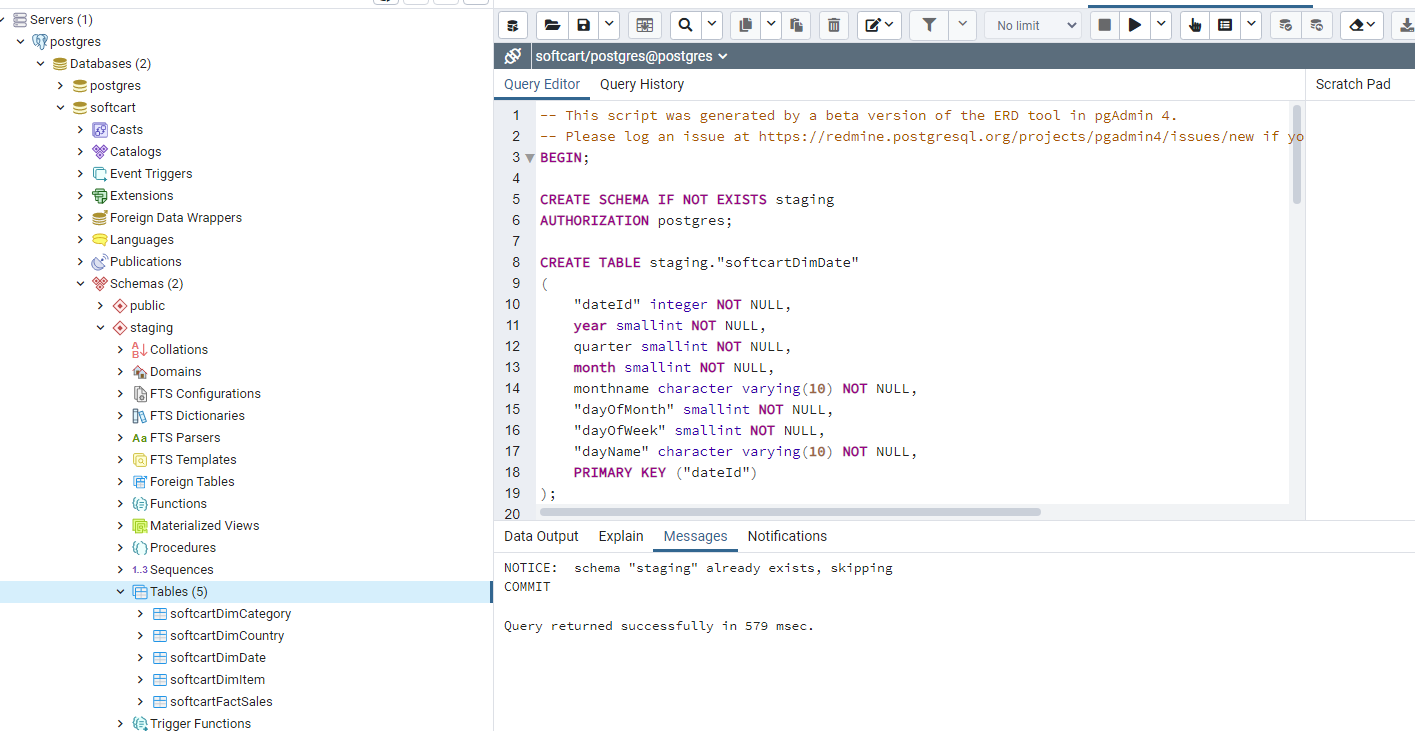 Servers (1)
postgres
Databases (2)
postgres
softcart
Casts
Catalogs
Event Triggers
Extensions
Foreign Data Wrappers
Languages
Publications
Schemas (2)
public
staging
Collations
Domains
FTS Configurations
FTS Dictionaries
Aa FTS Parsers
FTS Templates
Foreign Tables
Functions
Materialized Views
Procedures
1..3 Sequences
Tables (5)
softcartDimCategory
softcartDimCountry
softcartDimDate
softcartDimItem
softcartFactSales
Trigger Functions
No limit
softcart/postgres@postgres
Query Editor Query History Scratch Pad
1 -- This script was generated by a beta version of the ERD tool in pgAdmin 4.
2 -- Please log an issue at https://redmine.postgresql.org/projects/pgadmin4/issues/new if yo
3 BEGIN;
4
5 CREATE SCHEMA IF NOT EXISTS staging
6 AUTHORIZATION postgres;
7
8 CREATE TABLE staging."softcartDimDate"
9 (
10 "dateId" integer NOT NULL,
11 year smallint NOT NULL,
12 quarter smallint NOT NULL,
13 month smallint NOT NULL,
14 monthname character varying(10) NOT NULL,
15 "dayOfMonth" smallint NOT NULL,
16 "dayOfWeek" smallint NOT NULL,
17 "dayName" character varying(10) NOT NULL,
18 PRIMARY KEY ("dateId")
19 );
20
Data Output Explain Messages Notifications
NOTICE: schema "staging" already exists, skipping
COMMIT
Query returned successfully in 579 msec.